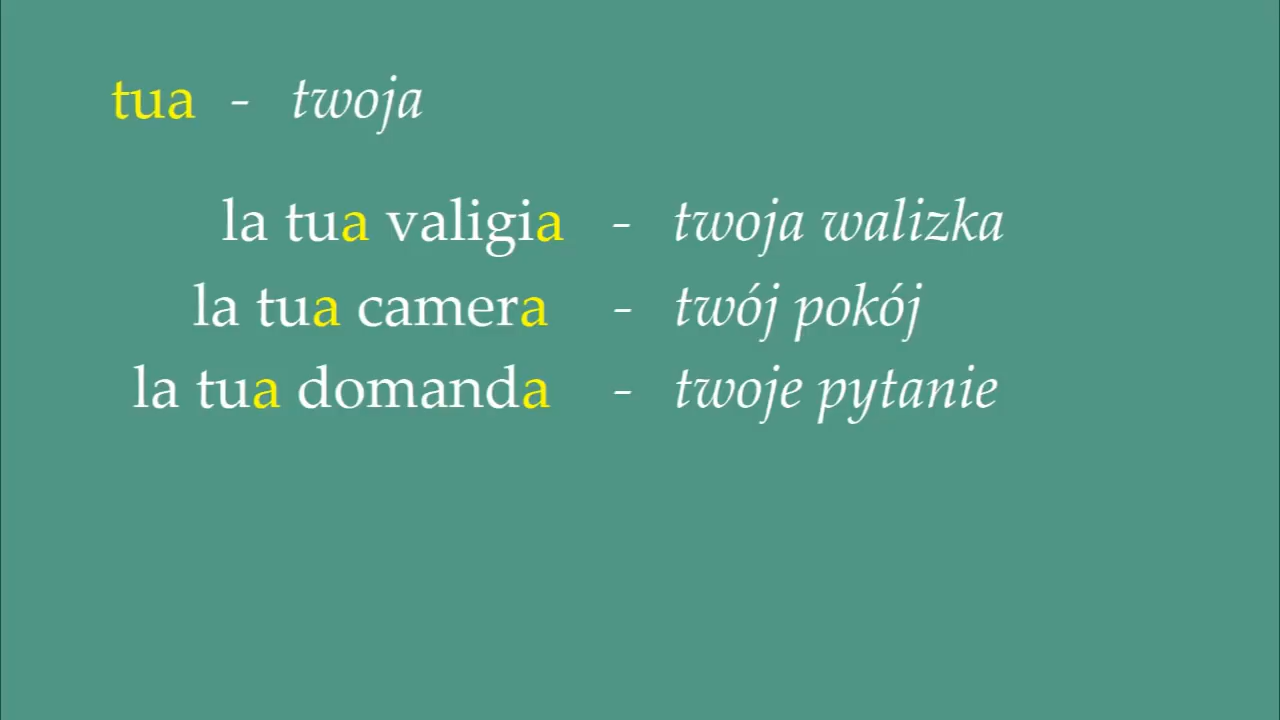 tua - twoja
la tua valigia - twoja walizka
la tua camera - twój pokój
la tua domanda - twoje pytanie